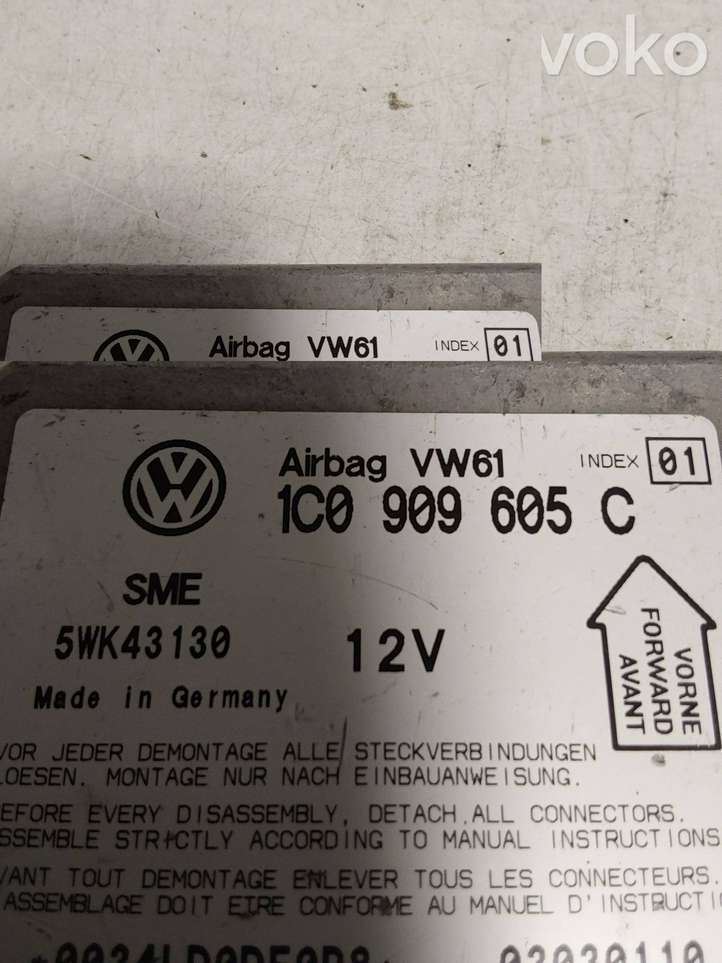 voko
Airbag VW61 INDEX 01
Airbag VW61 INDEX 01
1C0 909 605 C
SME
5WK43130 12V
Made in Germany
VORNE
FORWARD
AVANT
VOR JEDER DEMONTAGE ALLE STECKVERBINDUNGEN
LOESEN. MONTAGE NUR NACH EINBAUANWEISUNG.
BEFORE EVERY DISASSEMBLY, DETACH ALL CONNECTORS.
ASSEMBLE STRICTLY ACCORDING TO MANUAL INSTRUCTIONS
AVANT TOUT DEMONTAGE ENLEVER TOUS LES CONNECTEURS.
ASSEMBLAGE DOIT ETRE CONFORME AU MANUEL D'INSTRUCTI